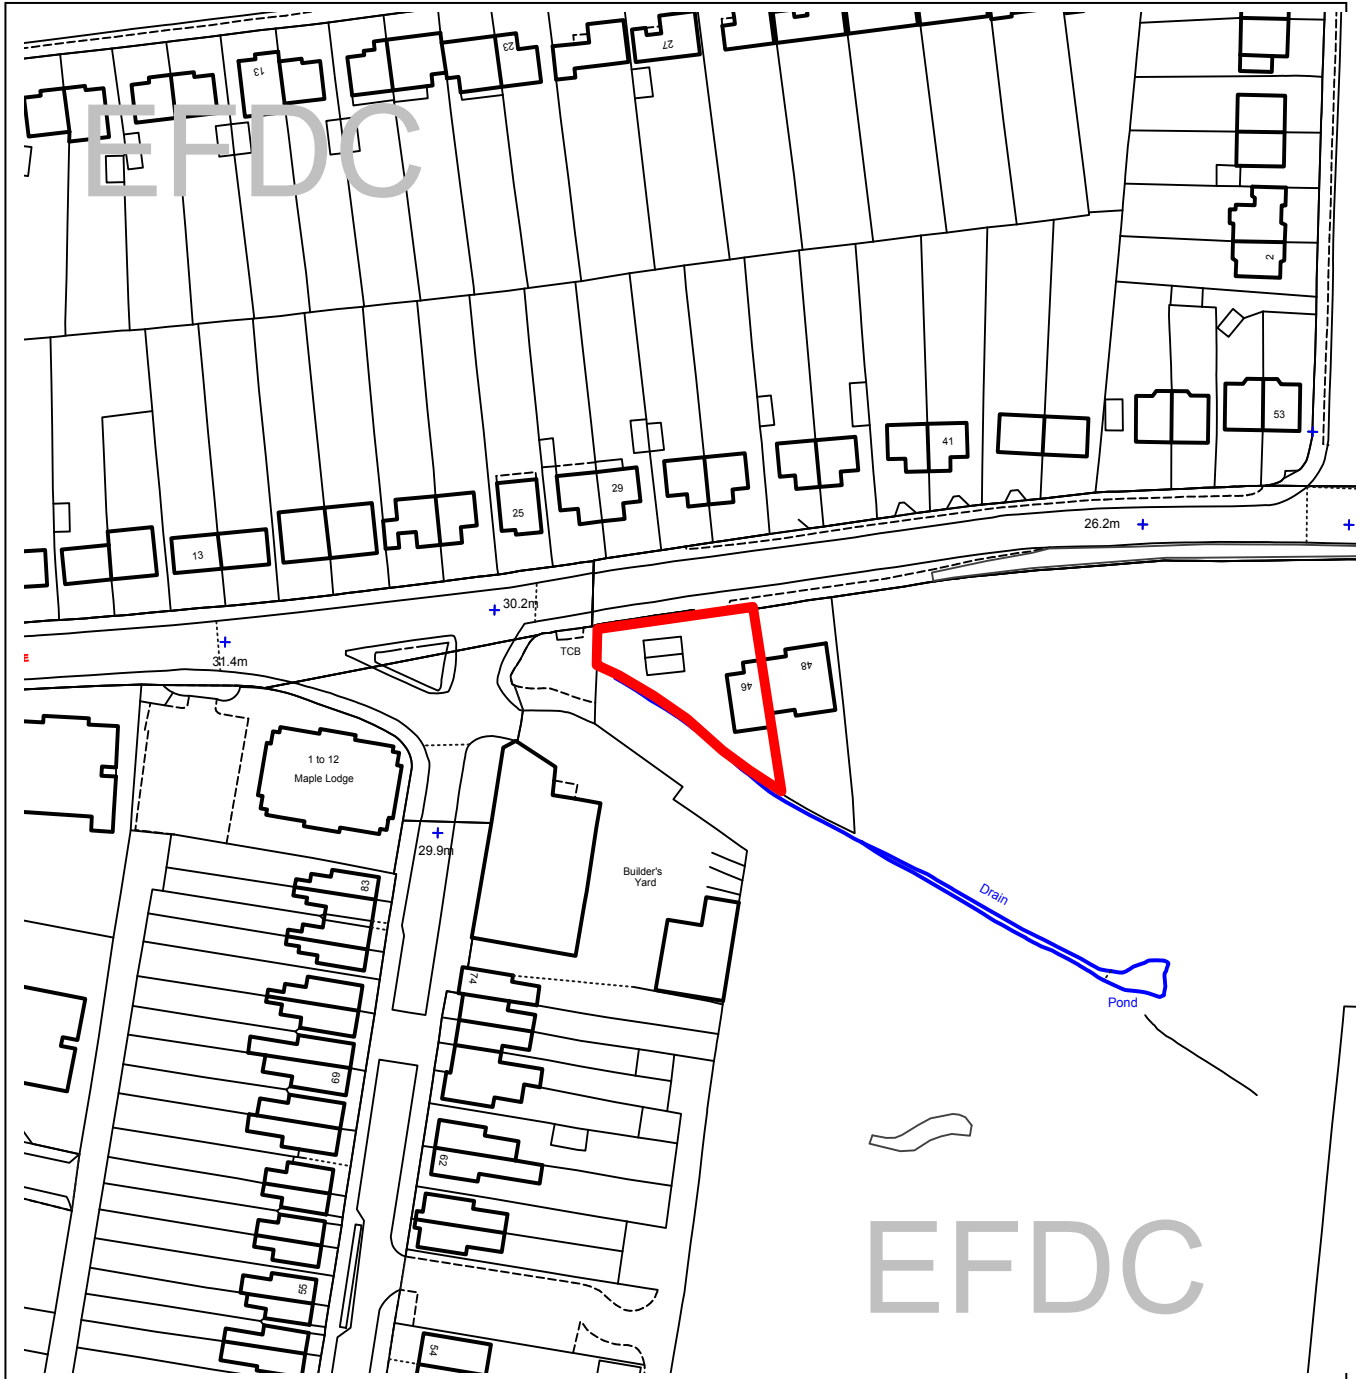 23
27
13
EFDC
2
53
41
29
25
13
26.2m
30.2m
TCB
31.4m
E
48
46
1 to 12
Maple Lodge
29.9m
83
Builder's
Yard
Drain
74
Pond
69
62
EFDC
55
54